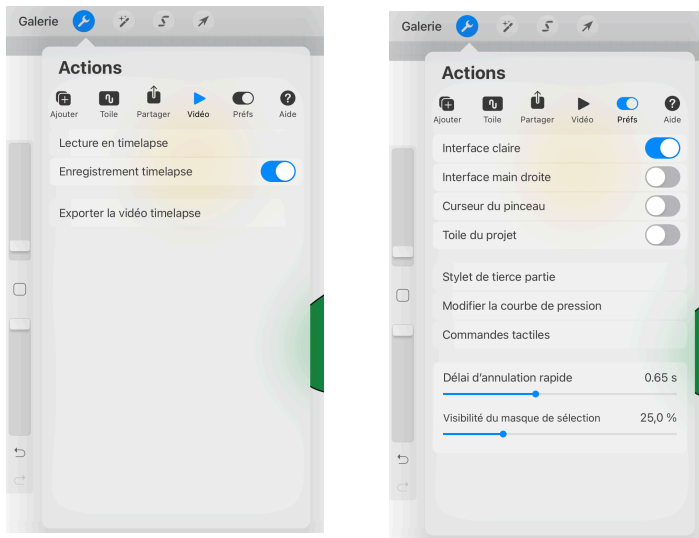 Galerie
Actions
Ajouter Toile Partager Vidéo Préfs Aide
Lecture en timelapse
Enregistrement timelapse
Exporter la vidéo timelapse
Galerie
Actions
Ajouter Toile Partager Vidéo Préfs Aide
Interface claire
Interface main droite
Curseur du pinceau
Toile du projet
Stylet de tierce partie
Modifier la courbe de pression
Commandes tactiles
Délai d'annulation rapide 0.65 s
Visibilité du masque de sélection 25,0 %